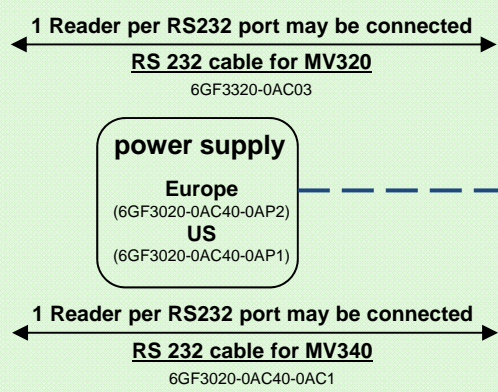 1 Reader per RS232 port may be connected
RS 232 cable for MV320
6GF3320-0AC03
power supply
Europe
(6GF3020-0AC40-0AP2)
US
(6GF3020-0AC40-0AP1)
1 Reader per RS232 port may be connected
RS 232 cable for MV340
6GF3020-0AC40-0AC1